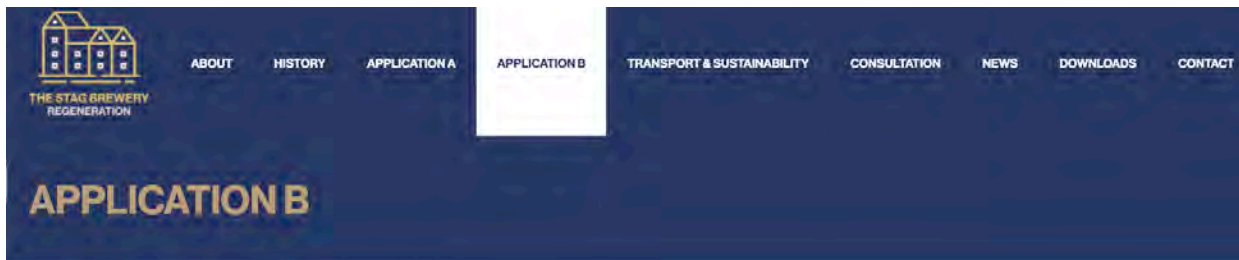 THE STAG BREWERY
REGENERATION
ABOUT HISTORY APPLICATION A APPLICATION B TRANSPORT & SUSTAINABILITY CONSULTATION NEWS DOWNLOADS CONTACT
APPLICATION B